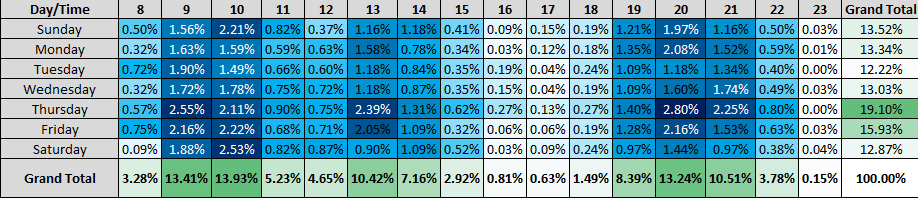 Day/Time 8 9 10 11 12 13 14 15 16 17 18 19 20 21 22 23 Grand Total
Sunday 0.50% 1.56% 2.21% 0.82% 0.37% 1.16% 1.18% 0.41% 0.09% 0.15% 0.19% 1.21% 1.97% 1.16% 0.50% 0.03% 13.52%
Monday 0.32% 1.63% 1.59% 0.59% 0.63% 1.58% 0.78% 0.34% 0.03% 0.12% 0.18% 1.35% 2.08% 1.52% 0.59% 0.01% 13.34%
Tuesday 0.72% 1.90% 1.49% 0.66% 0.60% 1.18% 0.84% 0.35% 0.19% 0.04% 0.24% 1.09% 1.18% 1.34% 0.40% 0.00% 12.22%
Wednesday 0.32% 1.72% 1.78% 0.75% 0.72% 1.18% 0.87% 0.35% 0.15% 0.04% 0.19% 1.09% 1.60% 1.74% 0.49% 0.03% 13.03%
Thursday 0.57% 2.55% 2.11% 0.90% 0.75% 2.39% 1.31% 0.62% 0.27% 0.13% 0.27% 1.40% 2.80% 2.25% 0.80% 0.00% 19.10%
Friday 0.75% 2.16% 2.22% 0.68% 0.71% 2.05% 1.09% 0.32% 0.06% 0.06% 0.19% 1.28% 2.16% 1.53% 0.63% 0.03% 15.93%
Saturday 0.09% 1.88% 2.53% 0.82% 0.87% 0.90% 1.09% 0.52% 0.03% 0.09% 0.24% 0.97% 1.44% 0.97% 0.38% 0.04% 12.87%
Grand Total 3.28% 13.41% 13.93% 5.23% 4.65% 10.42% 7.16% 2.92% 0.81% 0.63% 1.49% 8.39% 13.24% 10.51% 3.78% 0.15% 100.00%